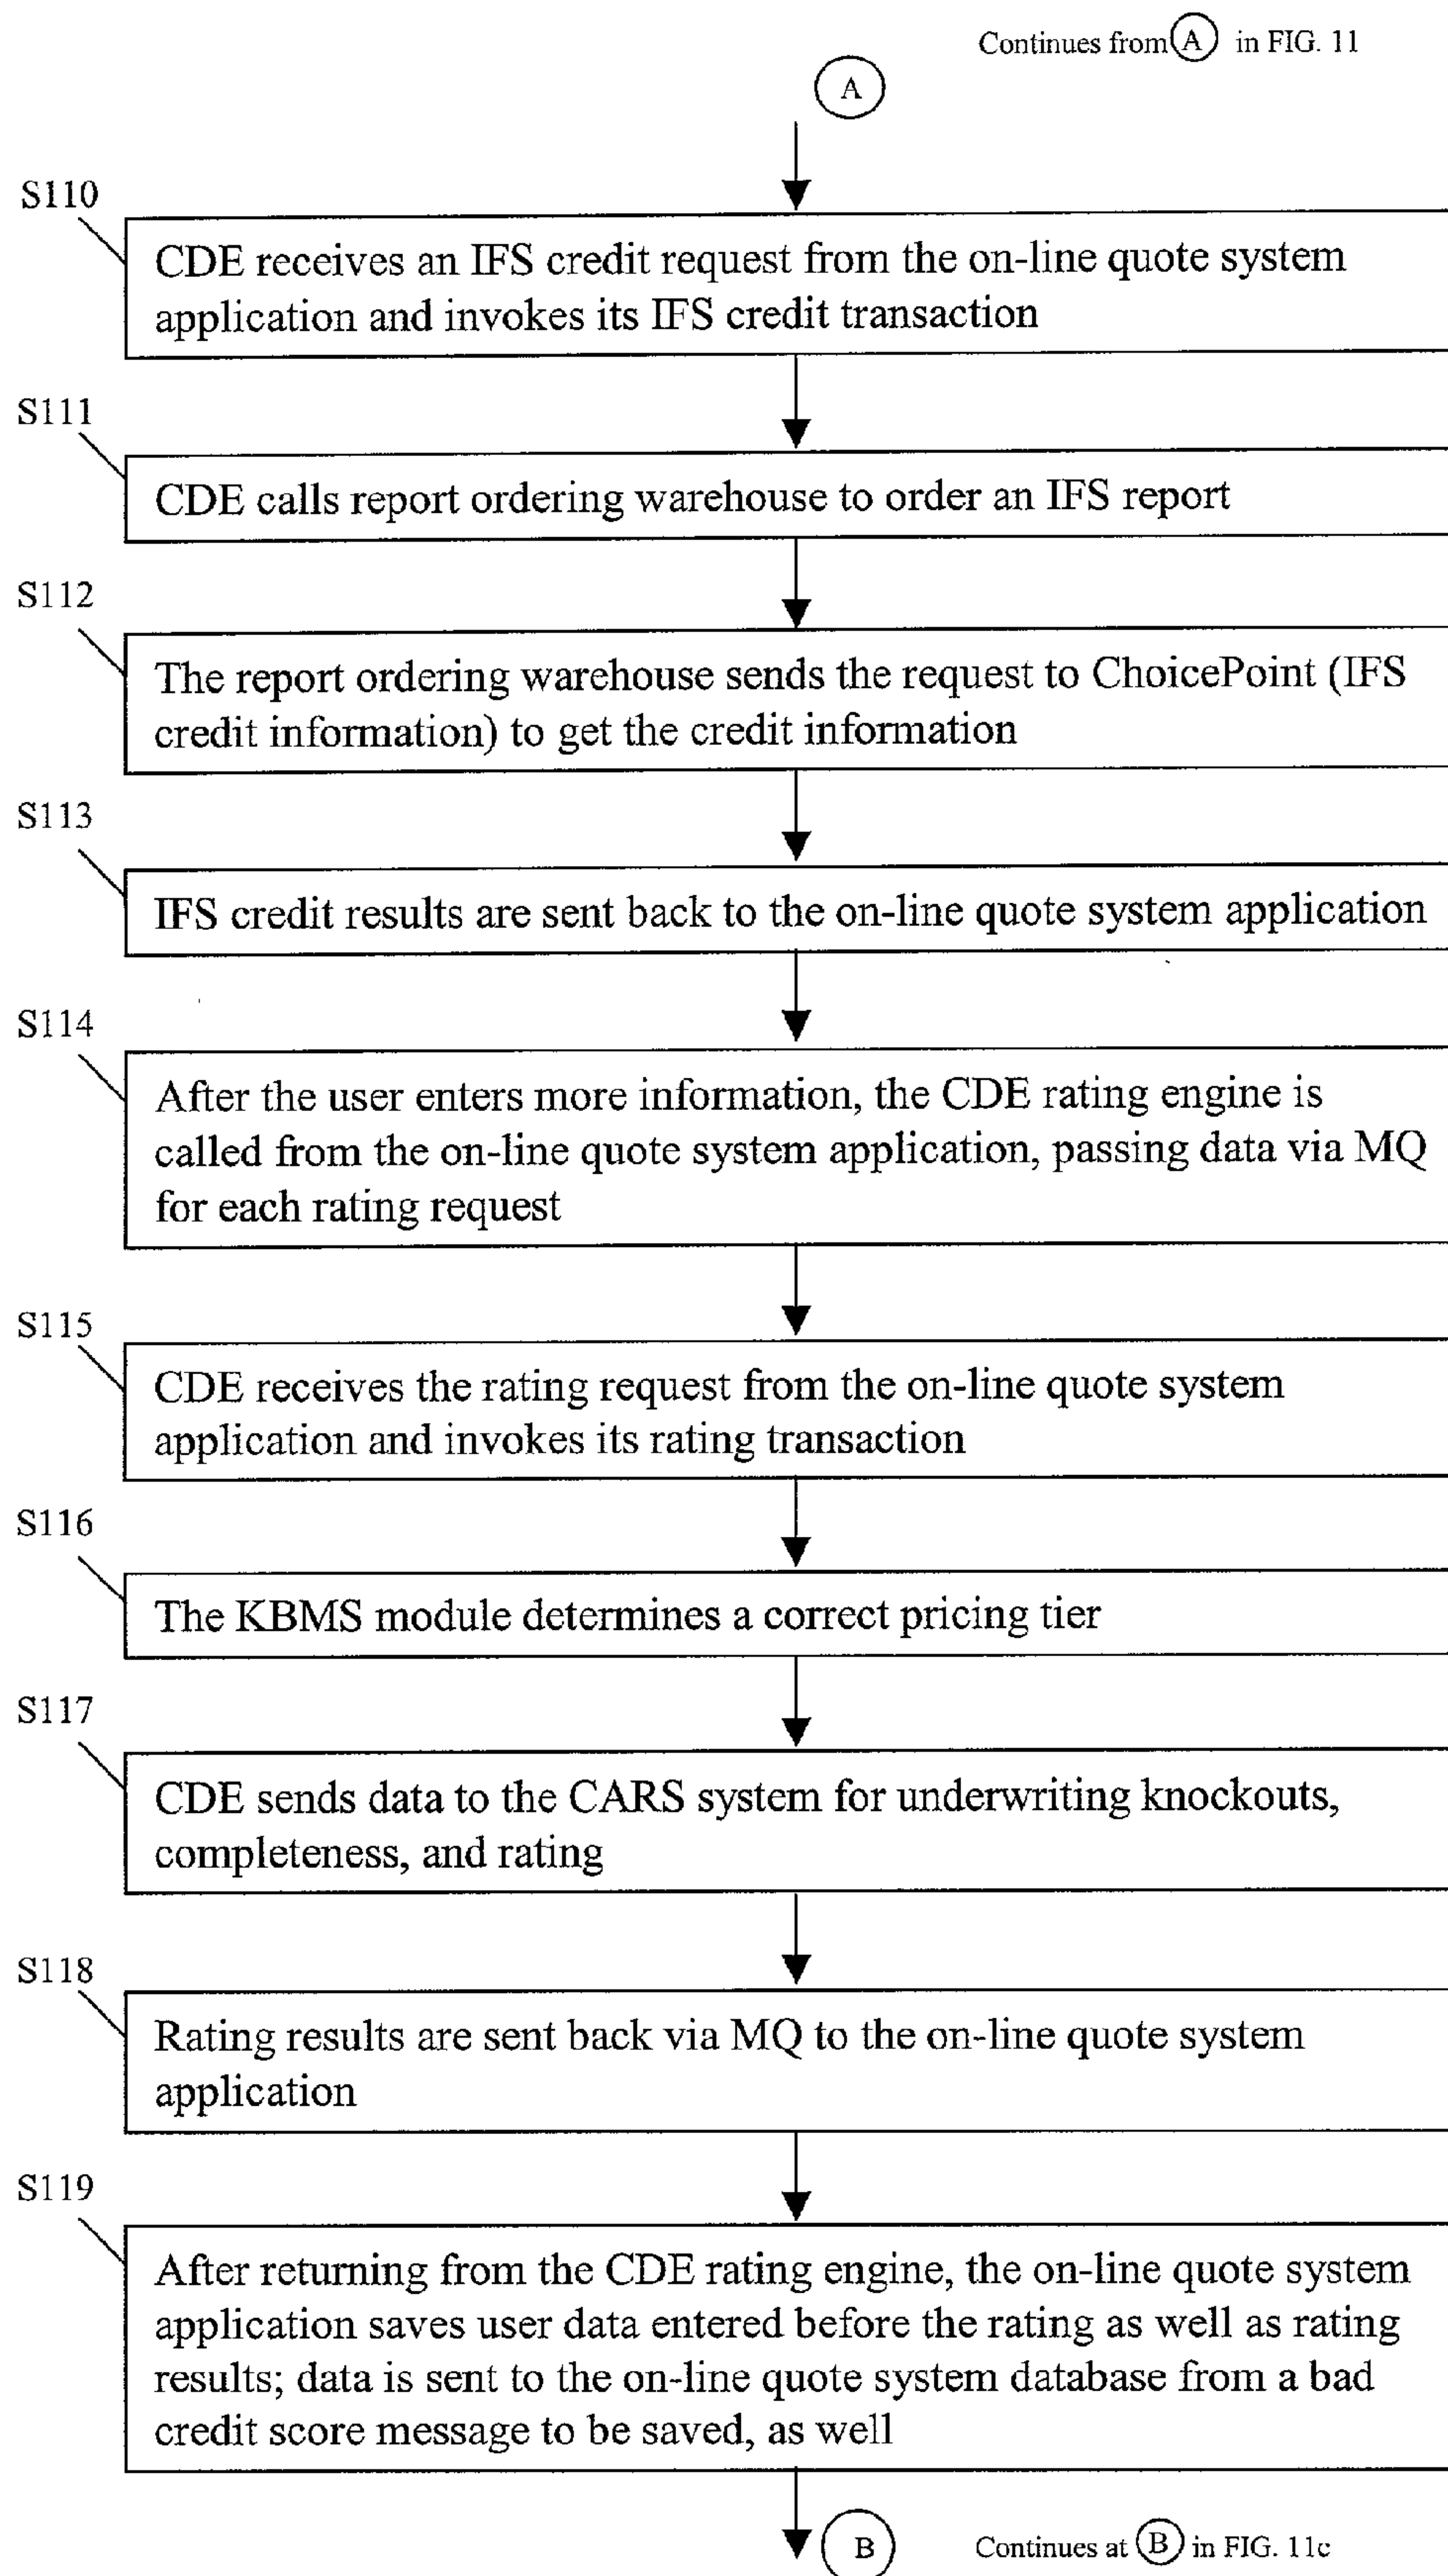 Continues from A in FIG. 11
A
S110
CDE receives an IFS credit request from the on-line quote system
application and invokes its IFS credit transaction
S111
CDE calls report ordering warehouse to order an IFS report
S112
The report ordering warehouse sends the request to ChoicePoint (IFS
credit information) to get the credit information
S113
IFS credit results are sent back to the on-line quote system application
S114
After the user enters more information, the CDE rating engine is
called from the on-line quote system application, passing data via MQ
for each rating request
S115
CDE receives the rating request from the on-line quote system
application and invokes its rating transaction
S116
The KBMS module determines a correct pricing tier
S117
CDE sends data to the CARS system for underwriting knockouts,
completeness, and rating
S118
Rating results are sent back via MQ to the on-line quote system
application
S119
After returning from the CDE rating engine, the on-line quote system
application saves user data entered before the rating as well as rating
results; data is sent to the on-line quote system database from a bad
credit score message to be saved, as well
B
Continues at B in FIG. 11c